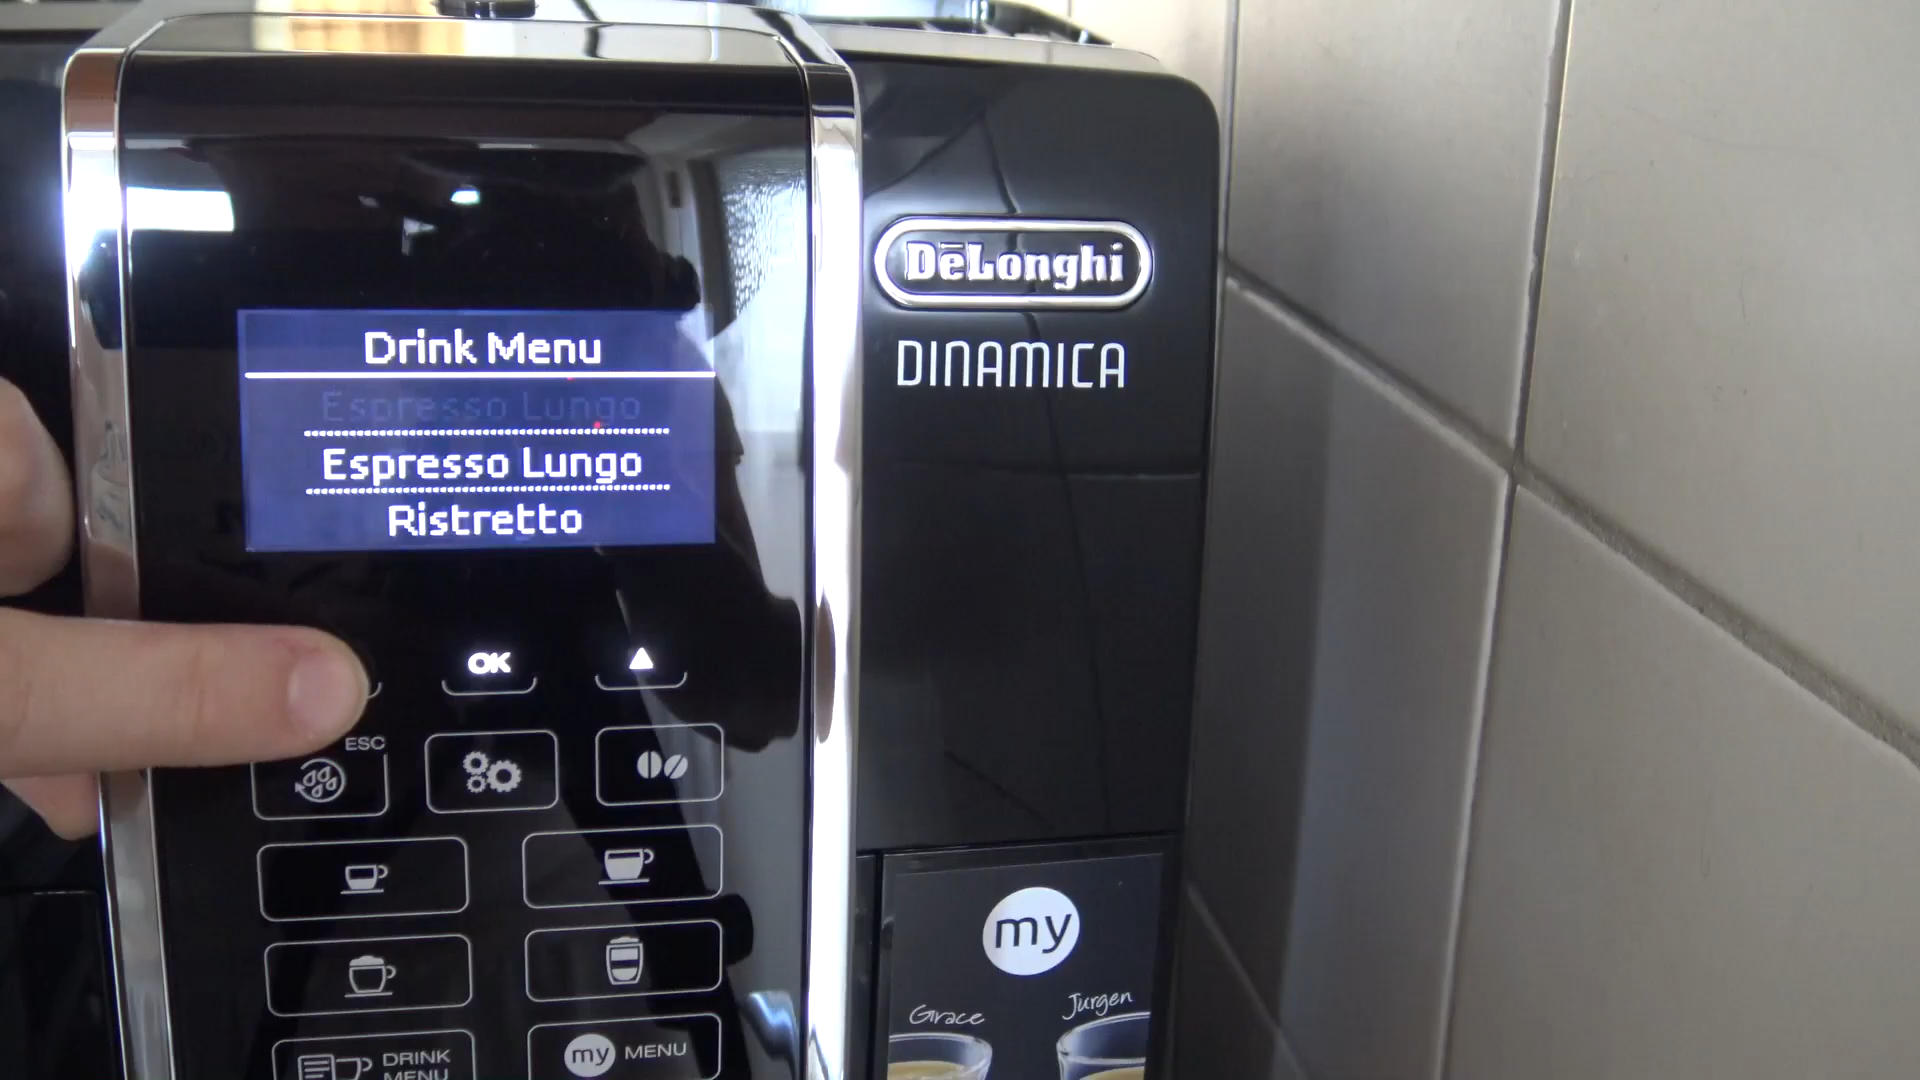 DēLonghi
DINAMICA
Drink Menu
Espresso Lungo
Espresso Lungo
Ristretto
OK
ESC
my
Grace
Jurgen
DRINK
MENU
my MENU